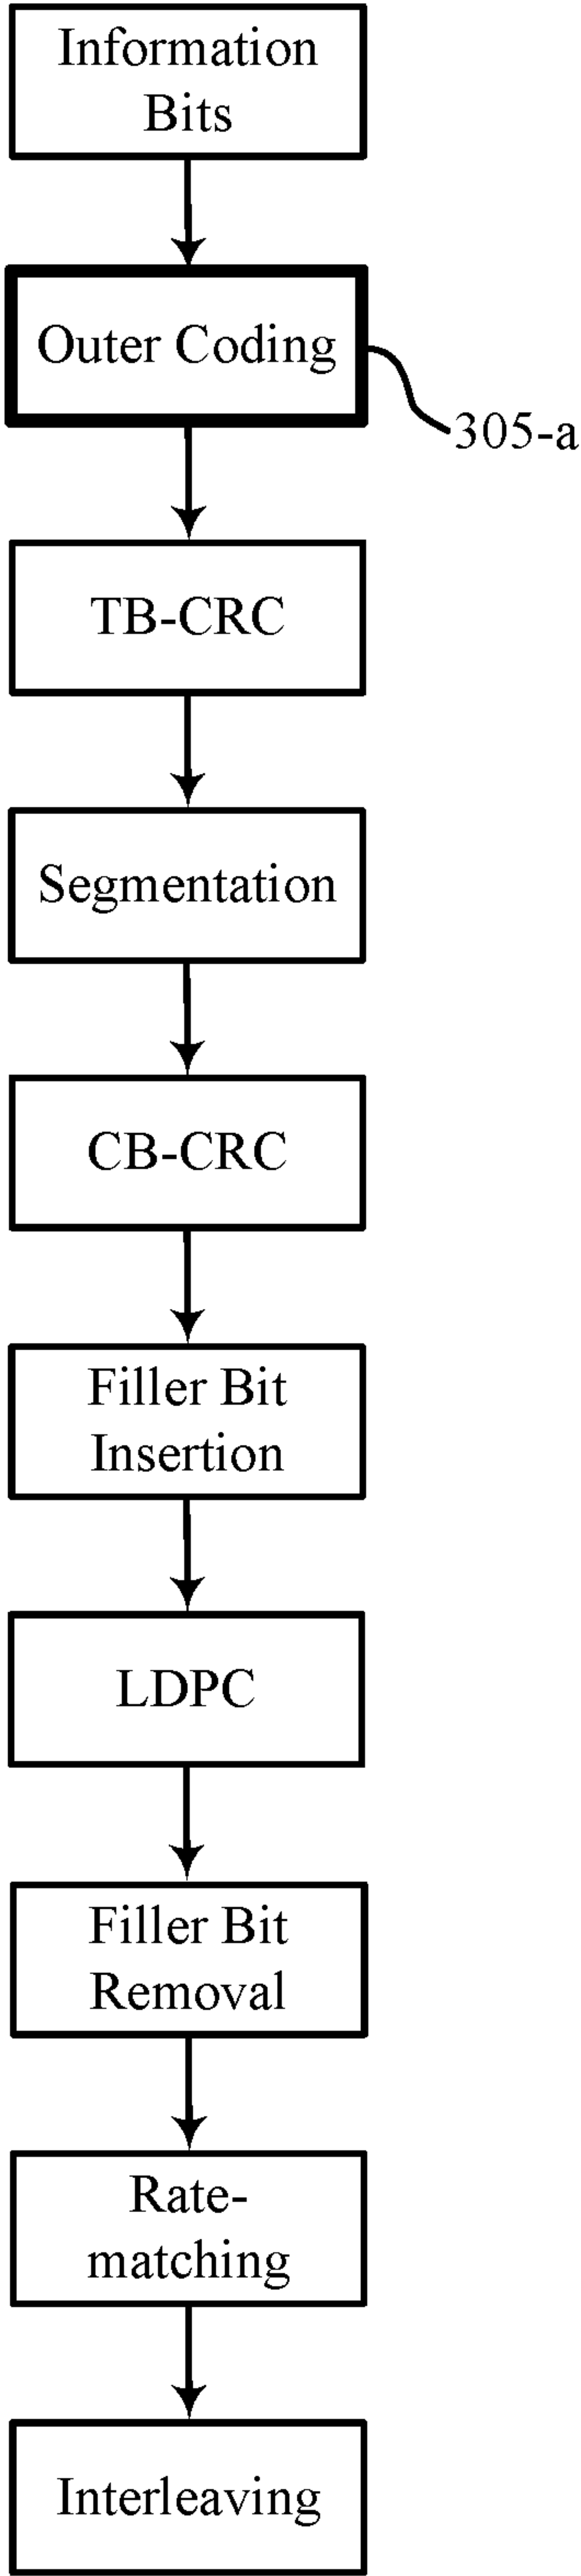 Information
Bits
Outer Coding
305-a
TB-CRC
Segmentation
CB-CRC
Filler Bit
Insertion
LDPC
Filler Bit
Removal
Rate-
matching
Interleaving